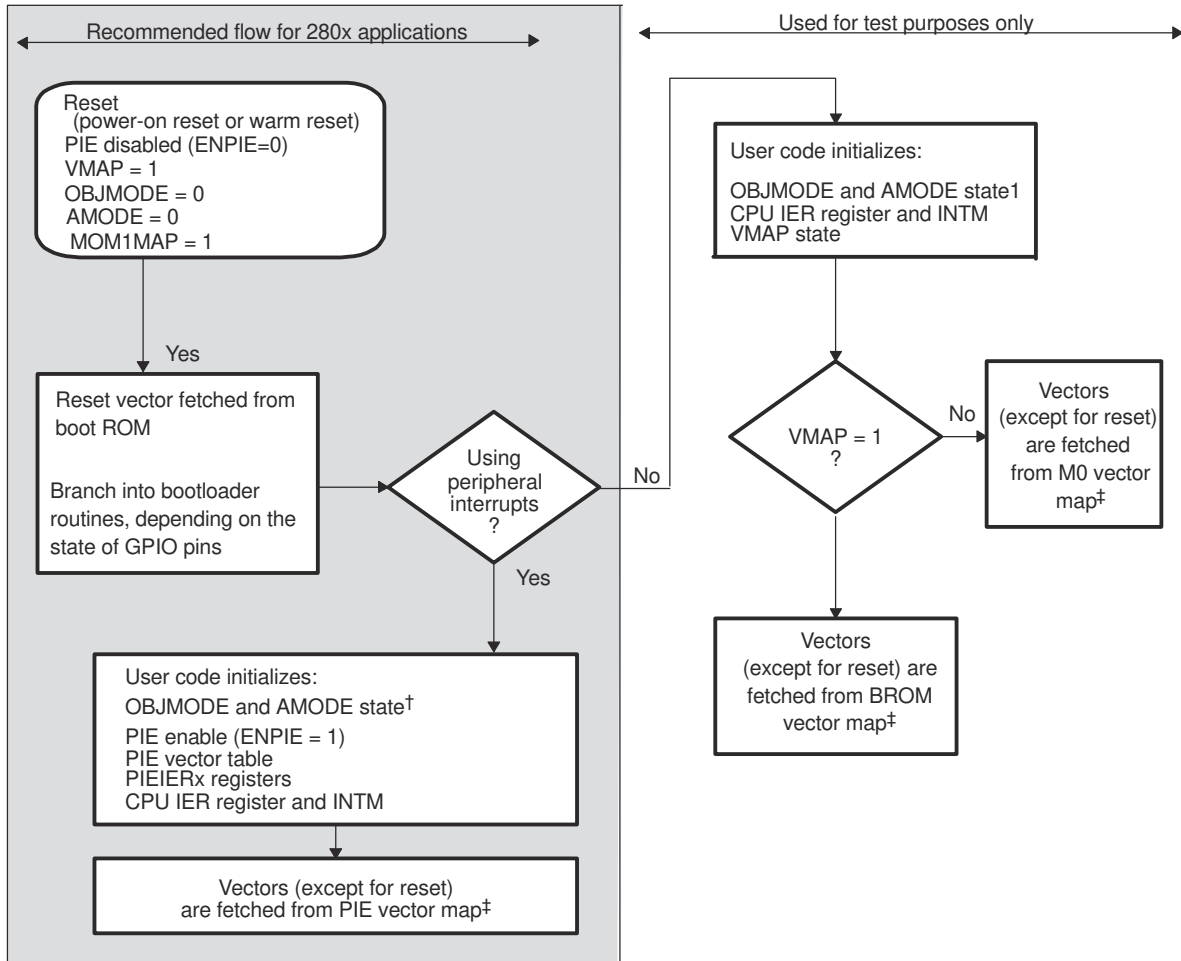 Recommended flow for 280x applications
Used for test purposes only
Reset
(power-on reset or warm reset)
PIE disabled (ENPIE=0)
VMAP = 1
OBJMODE = 0
AMODE = 0
MOM1MAP = 1
Yes
Reset vector fetched from
boot ROM
Branch into bootloader
routines, depending on the
state of GPIO pins
Using
peripheral
interrupts
?
No
Yes
User code initializes:
OBJMODE and AMODE state†
PIE enable (ENPIE = 1)
PIE vector table
PIEIERx registers
CPU IER register and INTM
Vectors (except for reset)
are fetched from PIE vector map‡
User code initializes:
OBJMODE and AMODE state1
CPU IER register and INTM
VMAP state
VMAP = 1
?
No
Vectors
(except for reset)
are fetched
from M0 vector
map‡
Vectors
(except for reset) are
fetched from BROM
vector map‡